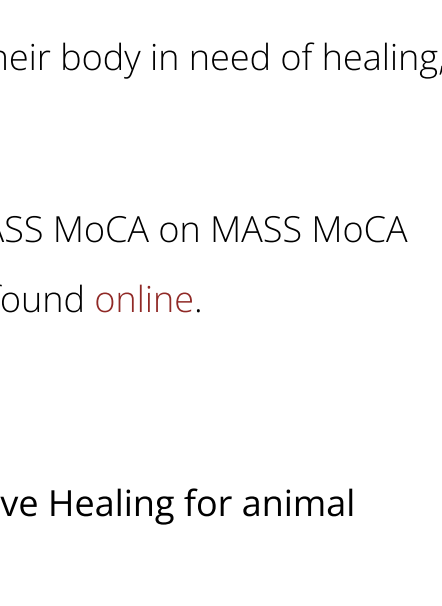 heir body in need of healing,
ASS MoCA on MASS MoCA
found online.
ve Healing for animal